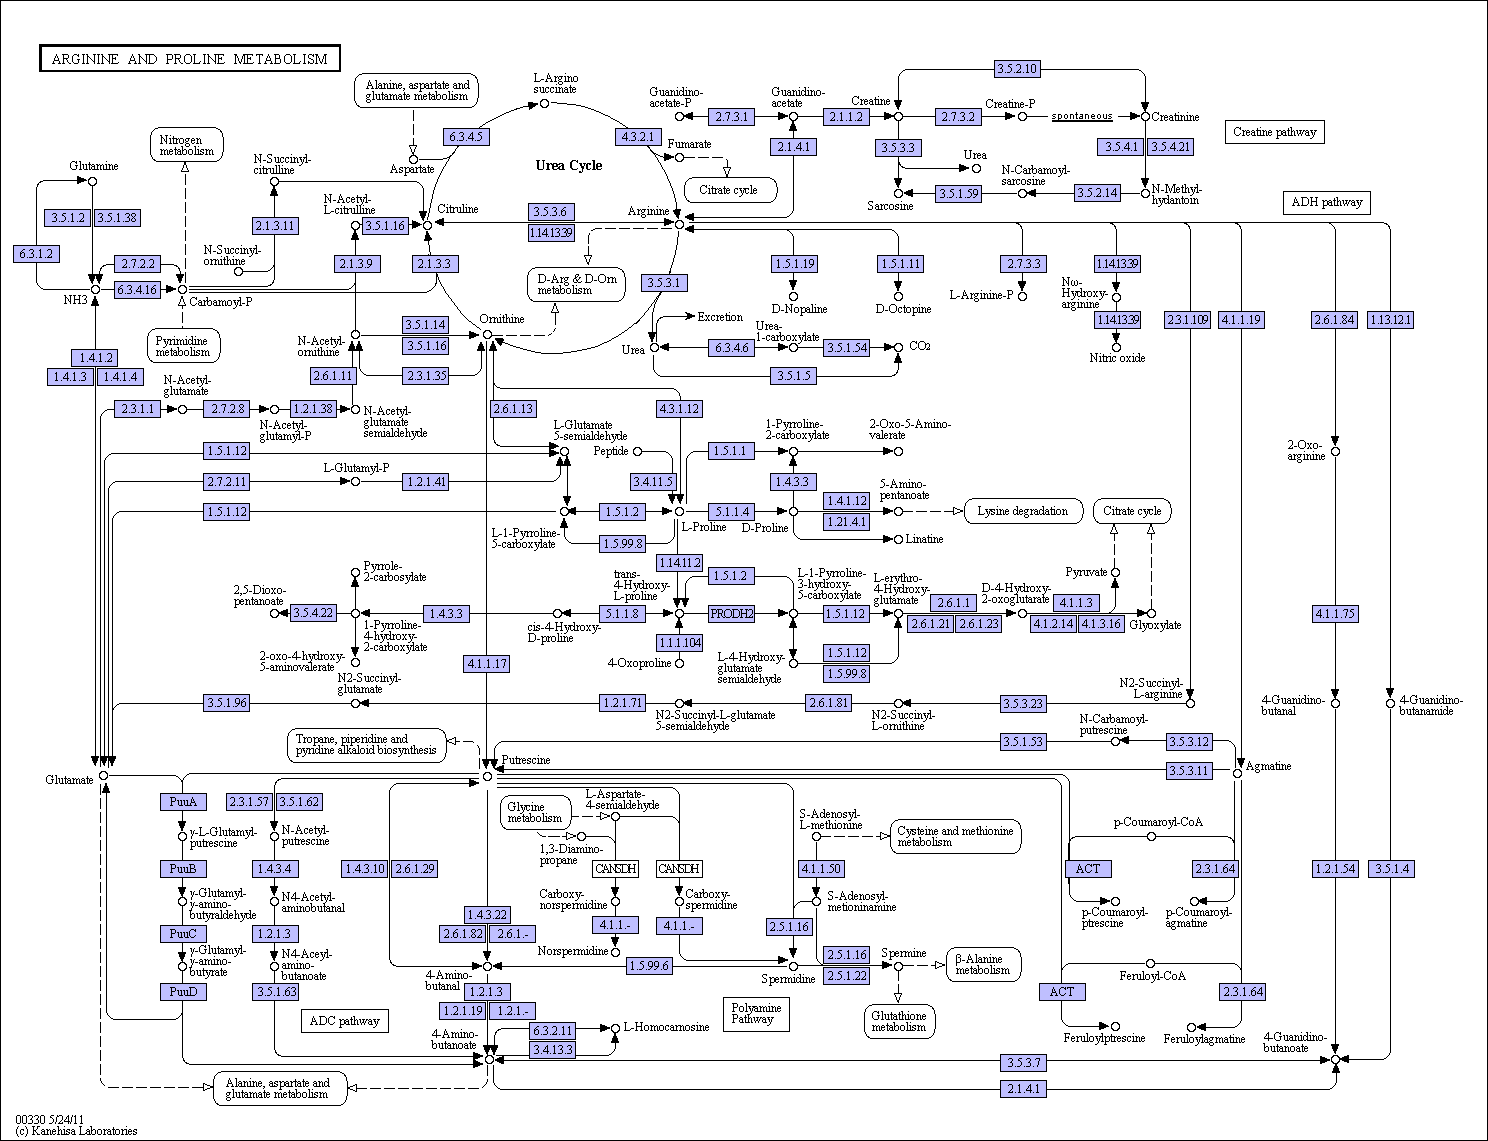 ARGININE AND PROLINE METABOLISM
Alanine, aspartate and
glutamate metabolism
L-Argino
succinate
Guanidino-
acetate-P
Guanidino-
acetate
Creatine
3.5.2.10
Creatine-P
2.7.3.1
2.1.1.2
2.7.3.2
spontaneous
Creatinine
Creatine pathway
Nitrogen
metabolism
6.3.4.5
4.3.2.1
Fumarate
2.1.4.1
3.5.3.3
3.5.4.1
3.5.4.21
Glutamine
N-Succinyl-
citrulline
Aspartate
Urea Cycle
Citrate cycle
Urea
N-Carbamoyl-
sarcosine
3.5.1.59
3.5.2.14
N-Methyl-
hydantoin
Sarcosine
ADH pathway
N-Acetyl-
L-citrulline
Citruline
Arginine
3.5.1.2
3.5.1.38
2.1.3.11
3.5.1.16
3.5.3.6
1.14.13.39
6.3.1.2
N-Succinyl-
ornithine
2.7.2.2
2.1.3.9
2.1.3.3
D-Arg & D-Orn
metabolism
3.5.3.1
1.5.1.19
1.5.1.11
2.7.3.3
1.14.13.39
NH3
6.3.4.16
Carbamoyl-P
D-Nopaline
D-Octopine
L-Arginine-P
Nω-
Hydroxy-
arginine
Pyrimidine
metabolism
3.5.1.14
3.5.1.16
Ornithine
Excretion
Urea-
1-carboxylate
1.14.13.39
2.3.1.109
4.1.1.19
2.6.1.84
1.13.12.1
N-Acetyl-
ornithine
Urea
6.3.4.6
3.5.1.54
CO2
Nitric oxide
1.4.1.2
1.4.1.3
1.4.1.4
2.6.1.11
2.3.1.35
3.5.1.5
N-Acetyl-
glutamate
2.3.1.1
2.7.2.8
1.2.1.38
N-Acetyl-
glutamate
semialdehyde
2.6.1.13
4.3.1.12
N-Acetyl-
glutamyl-P
L-Glutamate
5-semialdehyde
1-Pyrroline-
2-carboxylate
2-Oxo-5-Amino-
valerate
1.5.1.12
Peptide
1.5.1.1
2-Oxo-
arginine
L-Glutamyl-P
2.7.2.11
1.2.1.41
3.4.11.5
1.4.3.3
5-Amino-
pentanoate
1.4.1.12
1.21.4.1
1.5.1.12
1.5.1.2
5.1.1.4
L-Proline
D-Proline
Lysine degradation
Citrate cycle
L-1-Pyrroline-
5-carboxylate
1.5.99.8
Linatine
1.14.11.2
Pyrrole-
2-carbosylate
trans-
4-Hydroxy-
L-proline
1.5.1.2
L-1-Pyrroline-
3-hydroxy-
5-carboxylate
L-erythro-
4-Hydroxy-
glutamate
D-4-Hydroxy-
2-oxoglutarate
Pyruvate
2,5-Dioxo-
pentanoate
3.5.4.22
1.4.3.3
5.1.1.8
PRODH2
1.5.1.12
2.6.1.1
2.6.1.21
2.6.1.23
4.1.1.3
4.1.2.14
4.1.3.16
Glyoxylate
4.1.1.75
1-Pyrroline-
4-hydroxy-
2-carboxylate
cis-4-Hydroxy-
D-proline
1.1.1.104
2-oxo-4-hydroxy-
5-aminovalerate
4.1.1.17
4-Oxoproline
L-4-Hydroxy-
glutamate
semialdehyde
1.5.1.12
1.5.99.8
N2-Succinyl-
glutamate
N2-Succinyl-
L-arginine
3.5.1.96
1.2.1.71
2.6.1.81
3.5.3.23
4-Guanidino-
butanal
4-Guanidino-
butanamide
N2-Succinyl-L-glutamate
5-semialdehyde
N2-Succinyl-
L-ornithine
N-Carbamoyl-
putrescine
Tropane, piperidine and
pyridine alkaloid biosynthesis
3.5.1.53
3.5.3.12
Putrescine
3.5.3.11
Agmatine
Glutamate
PuuA
2.3.1.57
3.5.1.62
Glycine
metabolism
L-Aspartate-
4-semialdehyde
S-Adenosyl-
L-methionine
Cysteine and methionine
metabolism
p-Coumaroyl-CoA
γ-L-Glutamyl-
putrescine
N-Acetyl-
putrescine
1,3-Diamino-
propane
PuuB
1.4.3.4
1.4.3.10
2.6.1.29
CANSDH
CANSDH
4.1.1.50
ACT
2.3.1.64
1.2.1.54
3.5.1.4
γ-Glutamyl-
γ-amino-
butyraldehyde
N4-Acetyl-
aminobutanal
Carboxy-
norspermidine
Carboxy-
spermidine
S-Adenosyl-
metioninamine
p-Coumaroyl-
ptrescine
p-Coumaroyl-
agmatine
1.4.3.22
2.6.1.82
2.6.1.-
4.1.1.-
4.1.1.-
2.5.1.16
PuuC
1.2.1.3
γ-Glutamyl-
γ-amino-
butyrate
N4-Aceyl-
amino-
butanoate
Norspermidine
1.5.99.6
2.5.1.16
2.5.1.22
Spermine
β-Alanine
metabolism
4-Amino-
butanal
Spermidine
Feruloyl-CoA
PuuD
3.5.1.63
1.2.1.3
1.2.1.19
1.2.1.-
ACT
2.3.1.64
ADC pathway
Polyamine
Pathway
Glutathione
metabolism
4-Amino-
butanoate
6.3.2.11
3.4.13.3
L-Homocarnosine
Feruloylptrescine
Feruloylagmatine
4-Guanidino-
butanoate
3.5.3.7
Alanine, aspartate and
glutamate metabolism
2.1.4.1
00330 5/24/11
(c) Kanehisa Laboratories